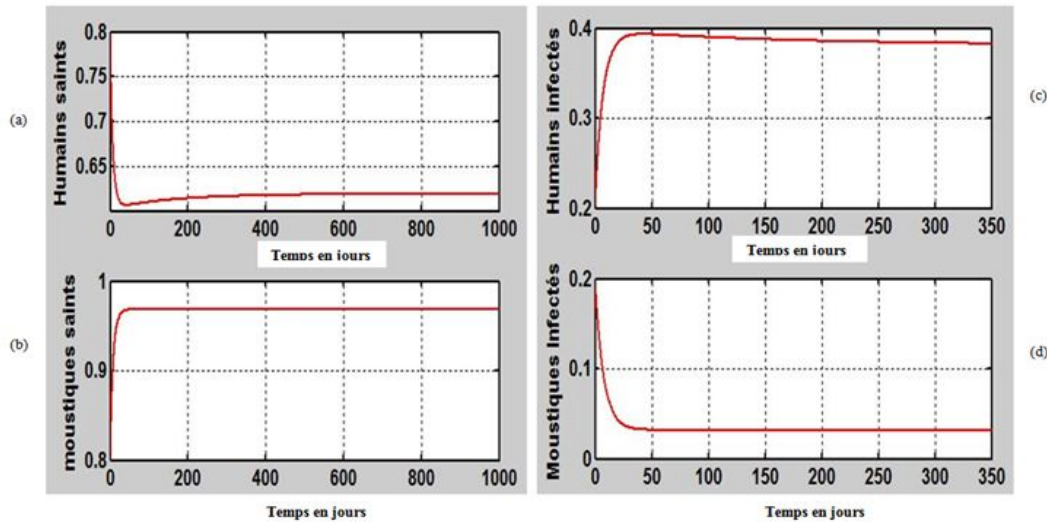 (a)
Humains saints
0.8
0.75
0.7
0.65
0 200 400 600 800 1000
Temps en jours
(c)
Humains infectés
0.4
0.3
0.2
0 50 100 150 200 250 300 350
Temps en jours
(b)
moustiques saints
1
0.9
0.8
0 200 400 600 800 1000
Temps en jours
(d)
Moustiques Infectés
0.2
0.1
0
0 50 100 150 200 250 300 350
Temps en jours